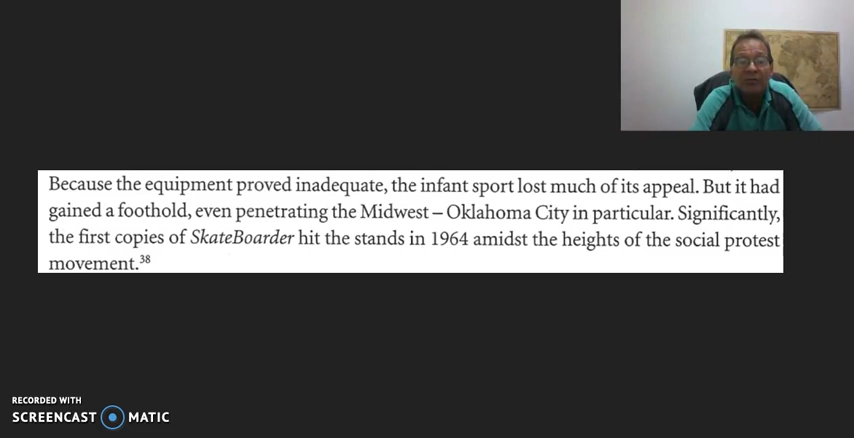 Because the equipment proved inadequate, the infant sport lost much of its appeal. But it had
gained a foothold, even penetrating the Midwest – Oklahoma City in particular. Significantly,
the first copies of SkateBoarder hit the stands in 1964 amidst the heights of the social protest
movement.38
RECORDED WITH
SCREENCAST MATIC